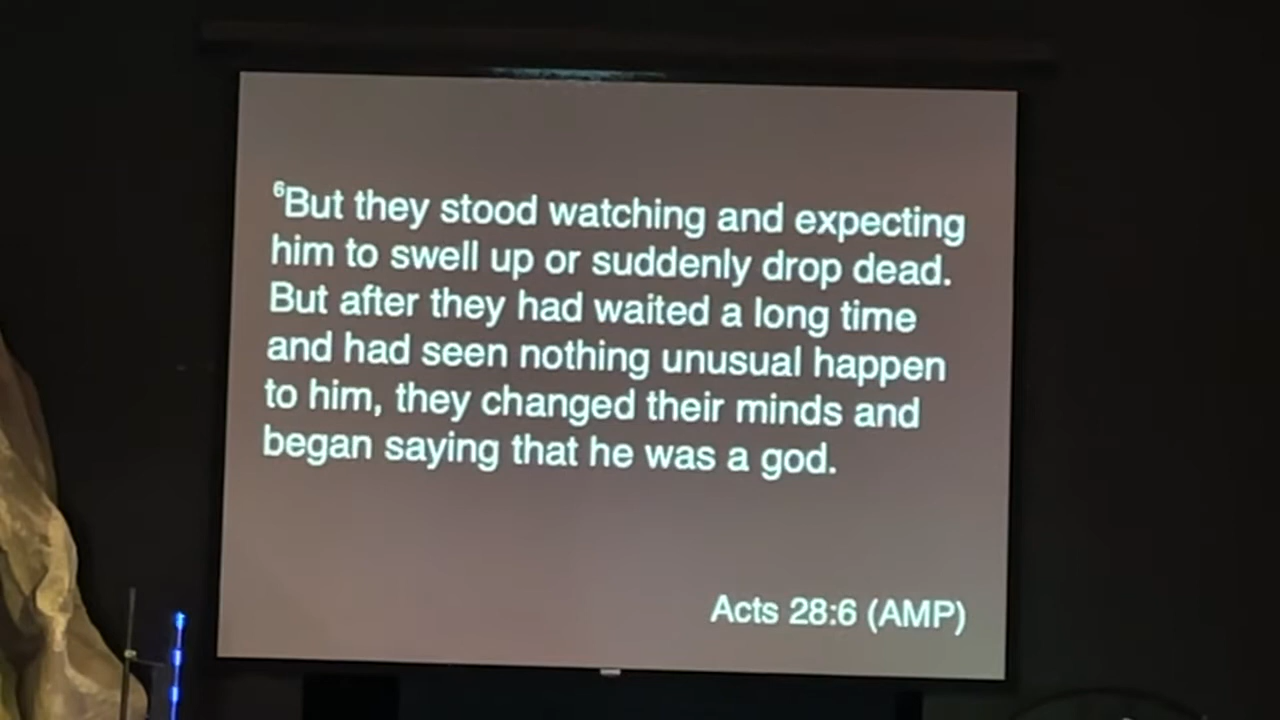 ⁶But they stood watching and expecting
him to swell up or suddenly drop dead.
But after they had waited a long time
and had seen nothing unusual happen
to him, they changed their minds and
began saying that he was a god.
Acts 28:6 (AMP)